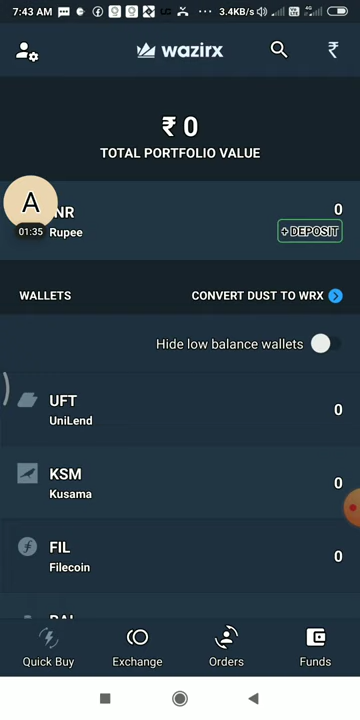 7:43 AM
3.4KB/s
wazirx
₹
₹ 0
TOTAL PORTFOLIO VALUE
A
01:35
NR
0
Rupee
+ DEPOSIT
WALLETS
CONVERT DUST TO WRX
Hide low balance wallets
UFT
0
UniLend
KSM
0
Kusama
FIL
0
Filecoin
Quick Buy
Exchange
Orders
Funds